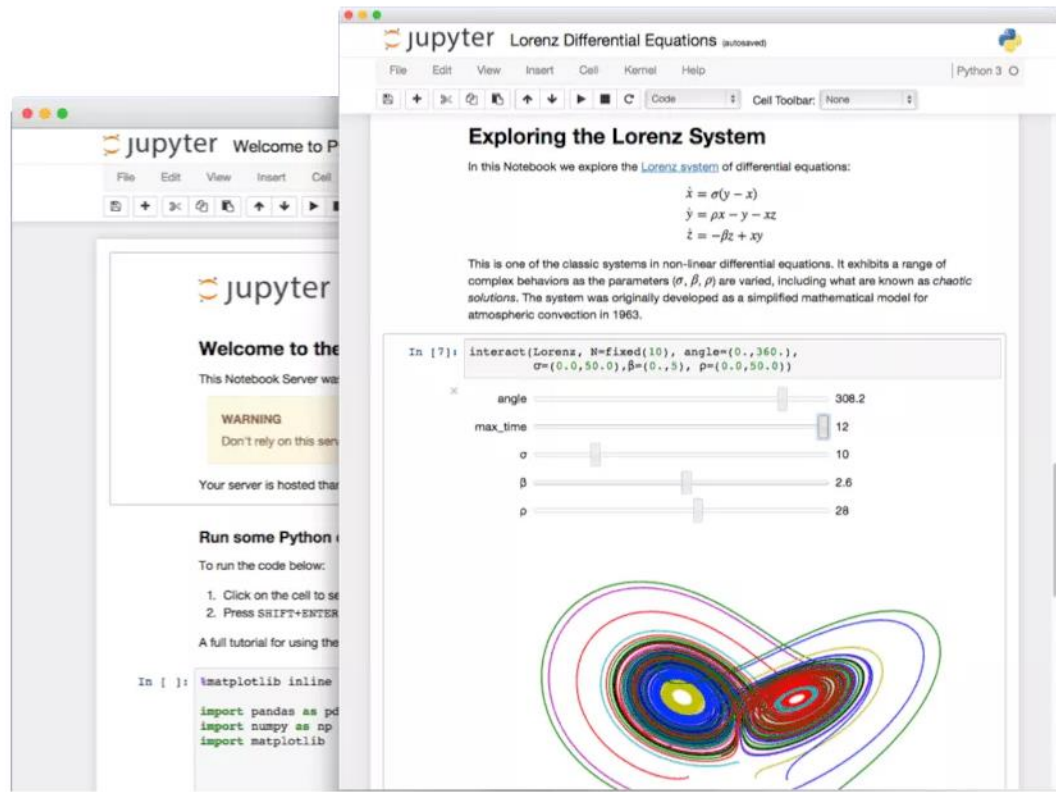 jupyter Lorenz Differential Equations (autosaved)
File Edit View Insert Cell Kernel Help Python 3
Code Cell Toolbar: None
Exploring the Lorenz System
In this Notebook we explore the Lorenz system of differential equations:
ẋ = σ(y − x)
ẏ = ρx − y − xz
ż = −βz + xy
This is one of the classic systems in non-linear differential equations. It exhibits a range of
complex behaviors as the parameters (σ, β, ρ) are varied, including what are known as chaotic
solutions. The system was originally developed as a simplified mathematical model for
atmospheric convection in 1963.
In [7]: interact(Lorenz, N=fixed(10), angle=(0.,360.),
σ=(0.0,50.0),β=(0.,5), ρ=(0.0,50.0))
angle 308.2
max_time 12
σ 10
β 2.6
ρ 28
jupyter Welcome to P
File Edit View Insert Cell
jupyter
Welcome to the
This Notebook Server was
WARNING
Don't rely on this serv
Your server is hosted than
Run some Python
To run the code below:
1. Click on the cell to se
2. Press SHIFT+ENTER
A full tutorial for using the
In [ ]: %matplotlib inline
import pandas as pd
import numpy as np
import matplotlib